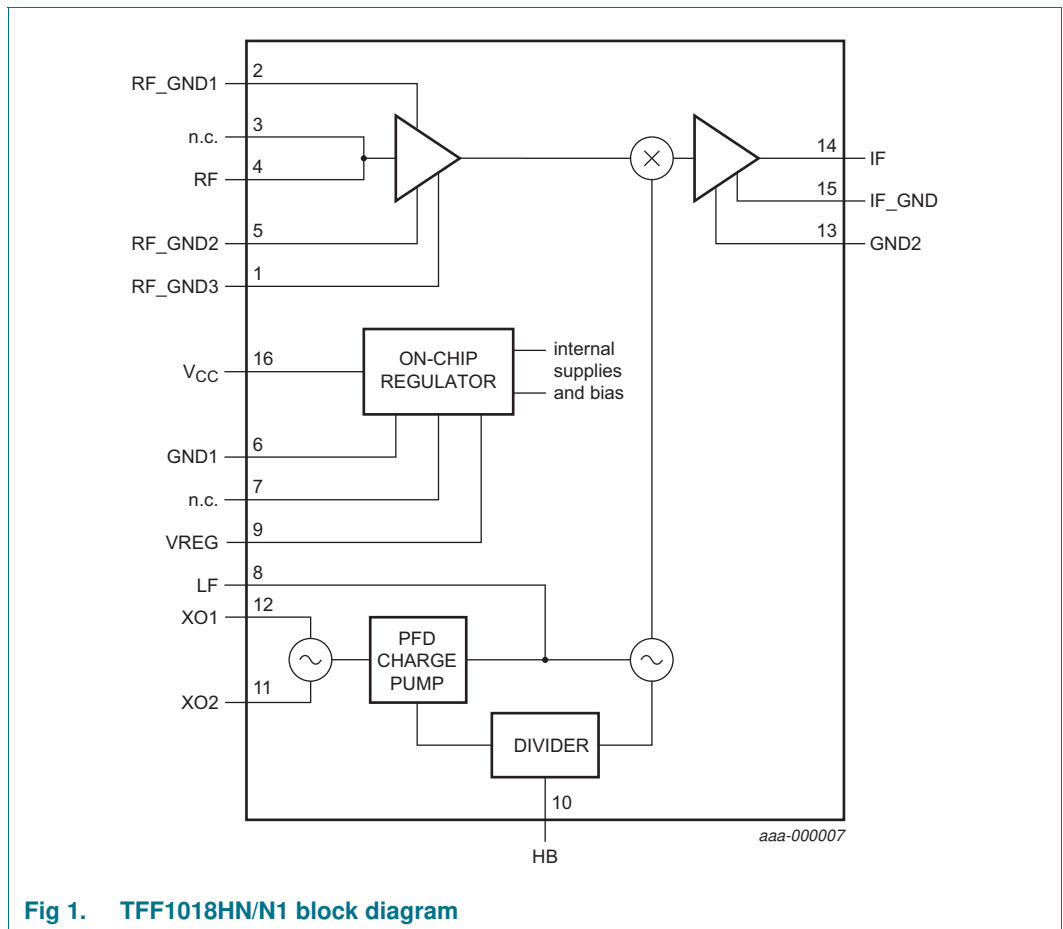 2
RF_GND1
3
n.c.
4
RF
5
RF_GND2
1
RF_GND3
14
IF
15
IF_GND
13
GND2
16
VCC
ON-CHIP
REGULATOR
internal
supplies
and bias
6
GND1
7
n.c.
9
VREG
8
LF
12
XO1
11
XO2
PFD
CHARGE
PUMP
DIVIDER
10
HB
aaa-000007
Fig 1. TFF1018HN/N1 block diagram